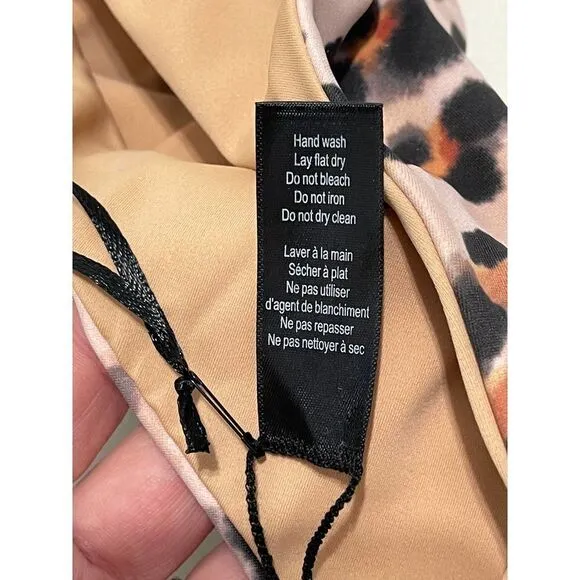 Hand wash
Lay flat dry
Do not bleach
Do not iron
Do not dry clean
Laver à la main
Sécher à plat
Ne pas utiliser
d'agent de blanchiment
Ne pas repasser
Ne pas nettoyer à sec